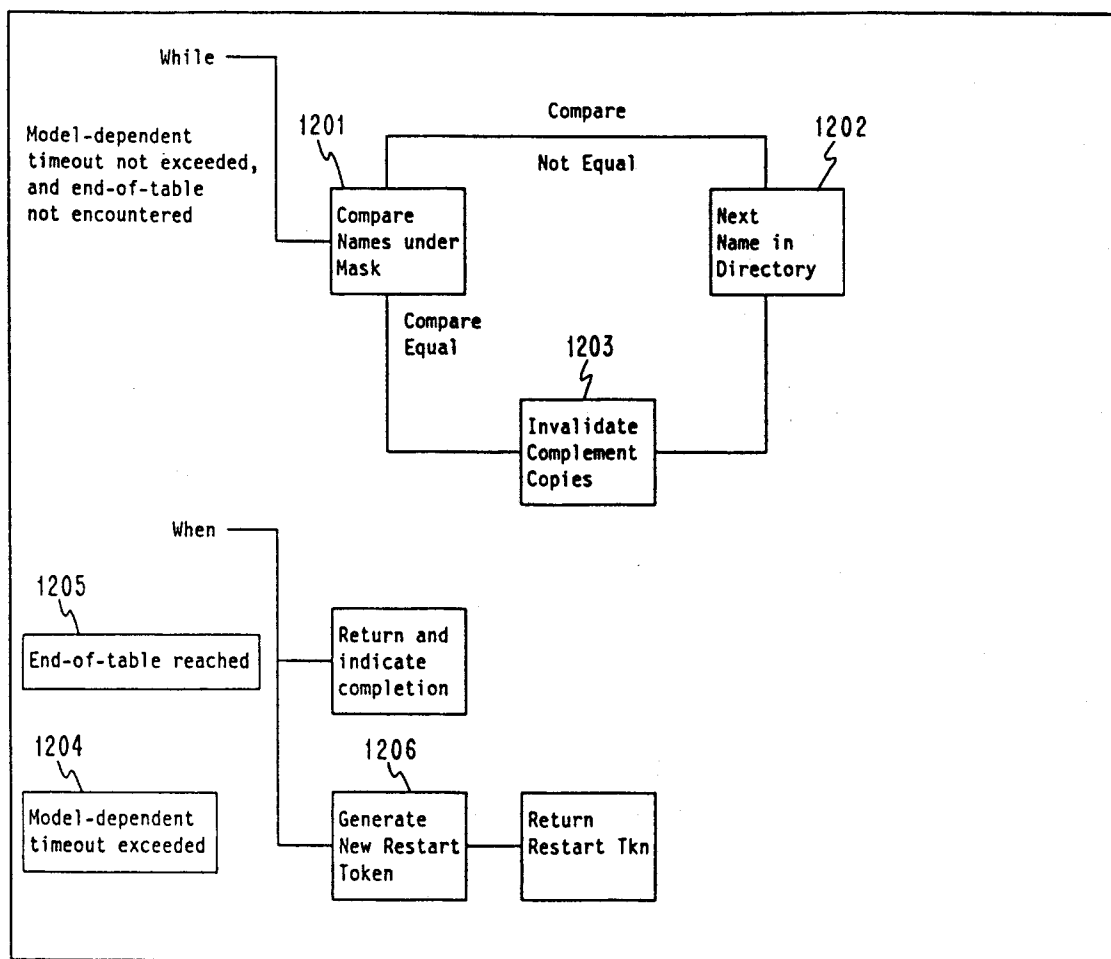 While
Model-dependent
timeout not exceeded,
and end-of-table
not encountered
1201
Compare
Names under
Mask
Compare
Not Equal
1202
Next
Name in
Directory
Compare
Equal
1203
Invalidate
Complement
Copies
When
1205
End-of-table reached
Return and
indicate
completion
1204
Model-dependent
timeout exceeded
1206
Generate
New Restart
Token
Return
Restart Tkn